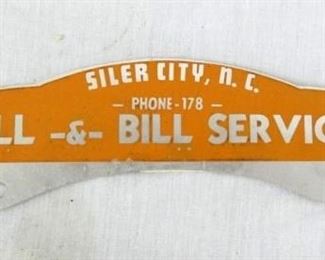 SILER CITY, N. C.
- PHONE-178 -
LL -&- BILL SERVIC